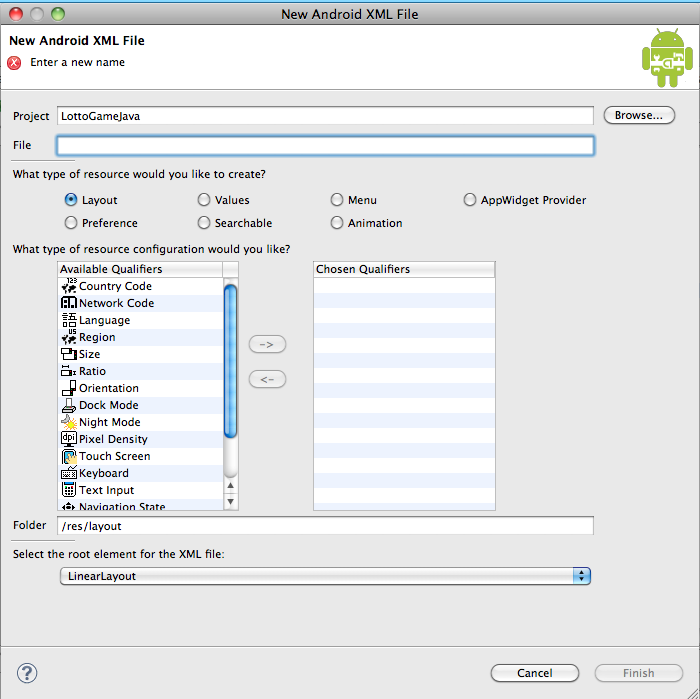 New Android XML File
New Android XML File
Enter a new name
Project LottoGameJava Browse...
File
What type of resource would you like to create?
Layout Values Menu AppWidget Provider
Preference Searchable Animation
What type of resource configuration would you like?
Available Qualifiers Chosen Qualifiers
123 Country Code
Network Code
Language
US Region
Size
Ratio
Orientation
Dock Mode
Night Mode
dpi Pixel Density
Touch Screen
Keyboard
Text Input
Navigation State
->
<-
Folder /res/layout
Select the root element for the XML file:
LinearLayout
? Cancel Finish